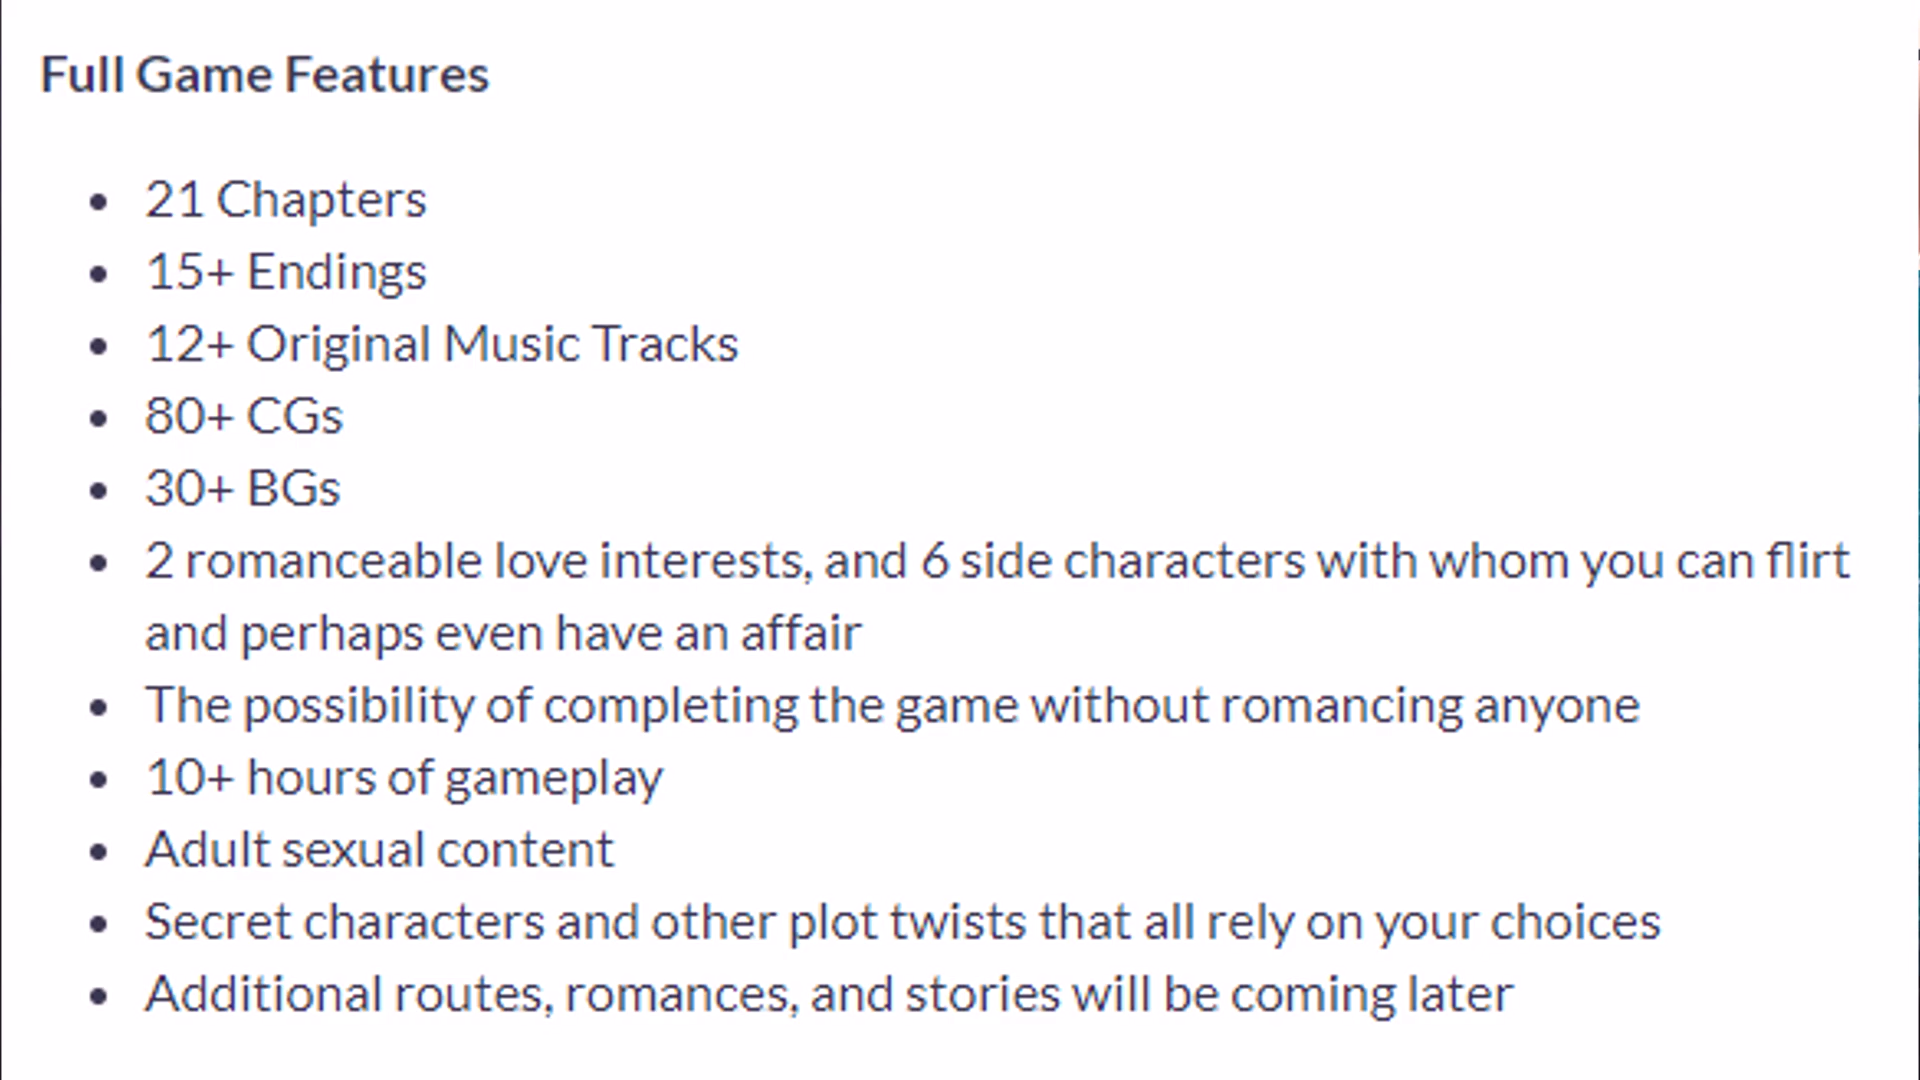 Full Game Features
• 21 Chapters
• 15+ Endings
• 12+ Original Music Tracks
• 80+ CGs
• 30+ BGs
• 2 romanceable love interests, and 6 side characters with whom you can flirt
and perhaps even have an affair
• The possibility of completing the game without romancing anyone
• 10+ hours of gameplay
• Adult sexual content
• Secret characters and other plot twists that all rely on your choices
• Additional routes, romances, and stories will be coming later